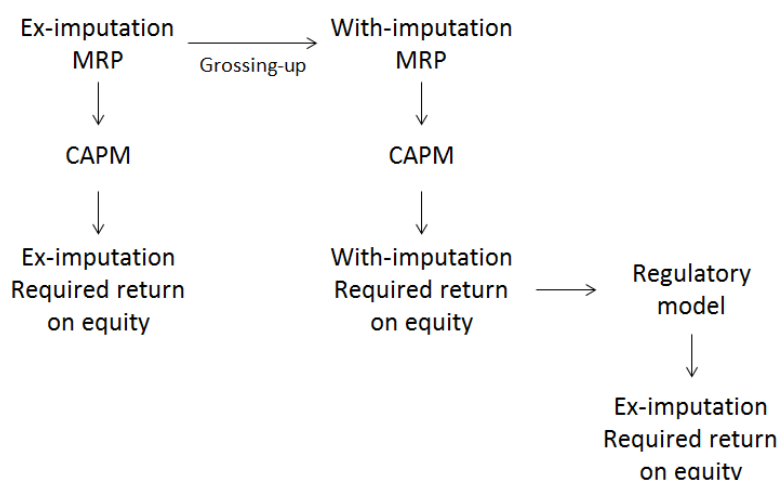 Ex-imputation
MRP
Grossing-up
With-imputation
MRP
CAPM
CAPM
Ex-imputation
Required return
on equity
With-imputation
Required return
on equity
Regulatory
model
Ex-imputation
Required return
on equity